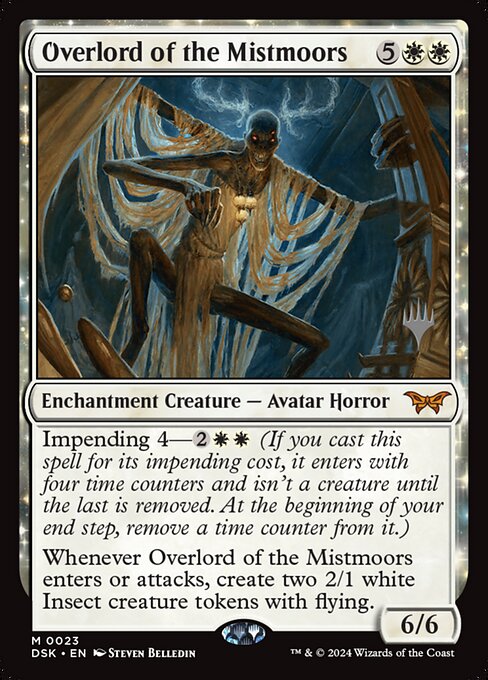 Overlord of the Mistmoors 5
Enchantment Creature — Avatar Horror
Impending 4—2 (If you cast this
spell for its impending cost, it enters with
four time counters and isn't a creature until
the last is removed. At the beginning of your
end step, remove a time counter from it.)
Whenever Overlord of the Mistmoors
enters or attacks, create two 2/1 white
Insect creature tokens with flying.
6/6
M 0023
DSK • EN Steven Belledin
™ & © 2024 Wizards of the Coast